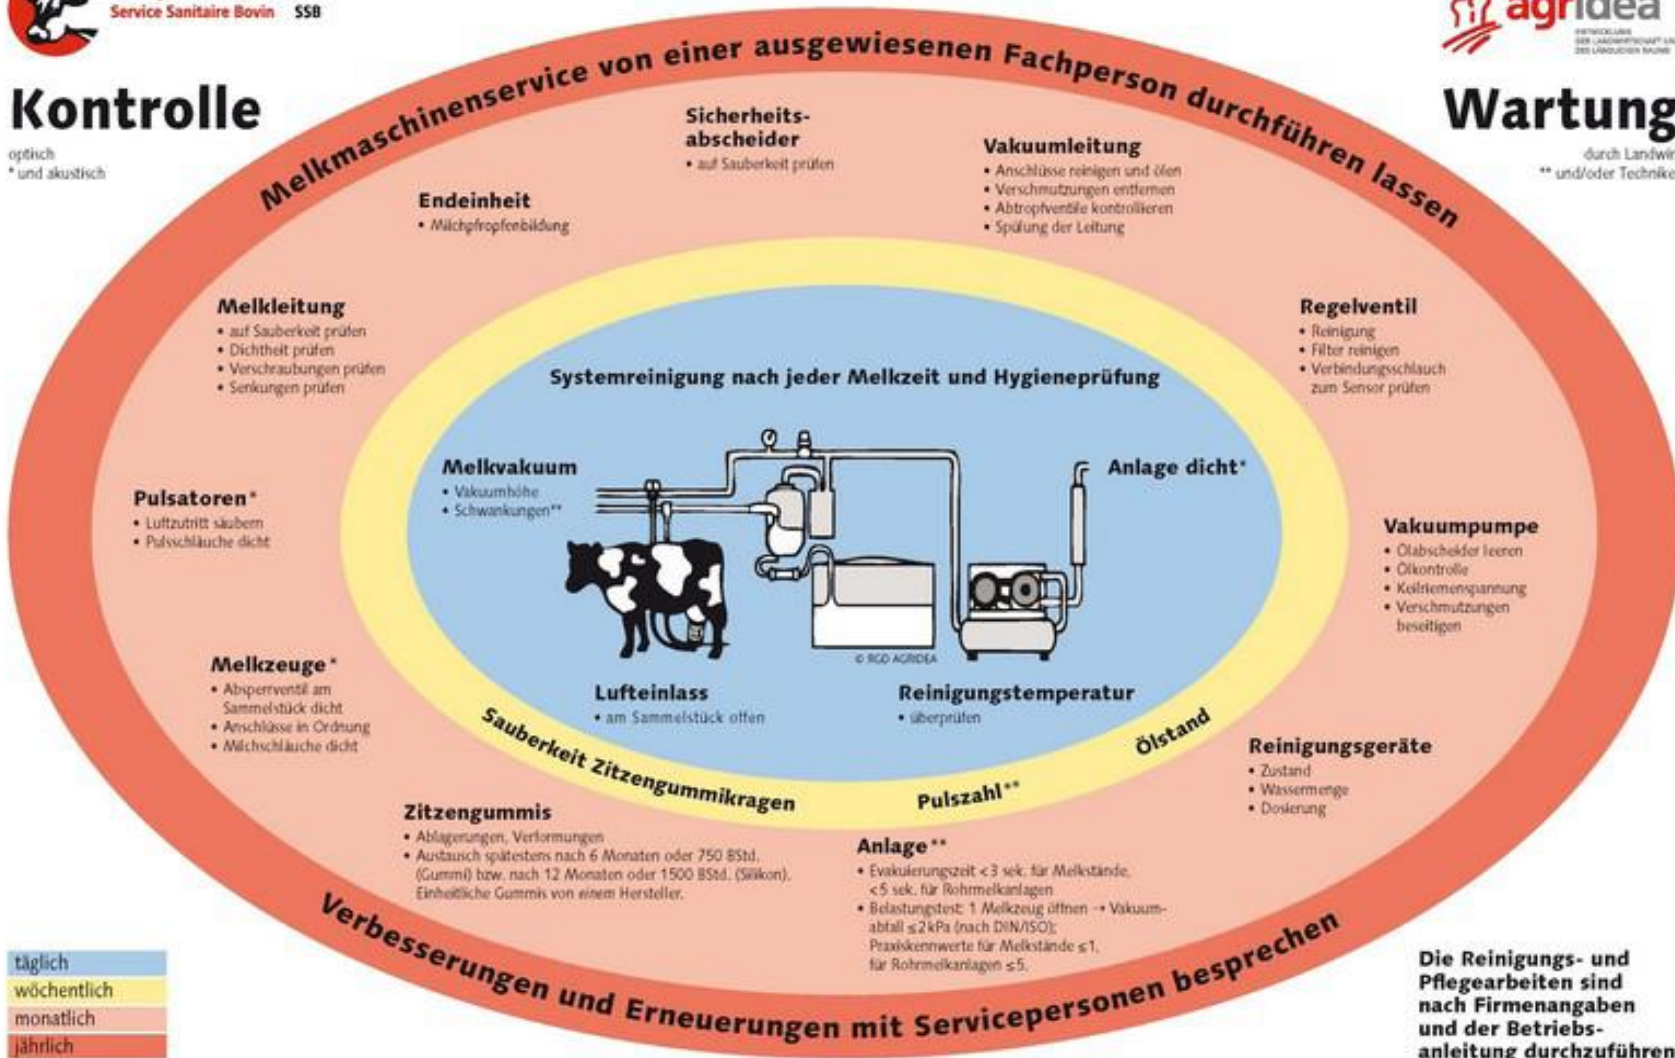 Service Sanitaire Bovin SSB
agridea
ENTWICKLUNG
DER LANDWIRTSCHAFT UN
DES LÄNDLICHEN RAUMS
Kontrolle
optisch
* und akustisch
Wartung
durch Landwir
** und/oder Technike
Melkmaschinenservice von einer ausgewiesenen Fachperson durchführen lassen
Sicherheits-
abscheider
• auf Sauberkeit prüfen
Vakuumleitung
• Anschlüsse reinigen und ölen
• Verschmutzungen entfernen
• Abtropfventile kontrollieren
• Spülung der Leitung
Endeinheit
• Milchpfropfenbildung
Melkleitung
• auf Sauberkeit prüfen
• Dichtheit prüfen
• Verschraubungen prüfen
• Senkungen prüfen
Regelventil
• Reinigung
• Filter reinigen
• Verbindungsschlauch
zum Sensor prüfen
Systemreinigung nach jeder Melkzeit und Hygieneprüfung
Melkvakuum
• Vakuumhöhe
• Schwankungen**
Anlage dicht*
Pulsatoren*
• Luftzutritt säubern
• Pulsschläuche dicht
Vakuumpumpe
• Ölabscheider leeren
• Ölkontrolle
• Keilriemenspannung
• Verschmutzungen
beseitigen
© RGD AGRIDEA
Melkzeuge*
• Absperrventil am
Sammelstück dicht
• Anschlüsse in Ordnung
• Milchschläuche dicht
Lufteinlass
• am Sammelstück offen
Reinigungstemperatur
• überprüfen
Sauberkeit Zitzengummikragen
Pulszahl**
Ölstand
Reinigungsgeräte
• Zustand
• Wassermenge
• Dosierung
Zitzengummis
• Ablagerungen, Verformungen
• Austausch spätestens nach 6 Monaten oder 750 BStd.
(Gummi) bzw. nach 12 Monaten oder 1500 BStd. (Silikon).
Einheitliche Gummis von einem Hersteller.
Anlage**
• Evakuierungszeit <3 sek. für Melkstände,
<5 sek. für Rohrmelkanlagen
• Belastungstest: 1 Melkzeug öffnen → Vakuum-
abfall ≤2kPa (nach DIN/ISO);
Praxiskennwerte für Melkstände ≤1,
für Rohrmelkanlagen ≤5.
Verbesserungen und Erneuerungen mit Servicepersonen besprechen
täglich
wöchentlich
monatlich
jährlich
Die Reinigungs- und
Pflegearbeiten sind
nach Firmenangaben
und der Betriebs-
anleitung durchzuführen